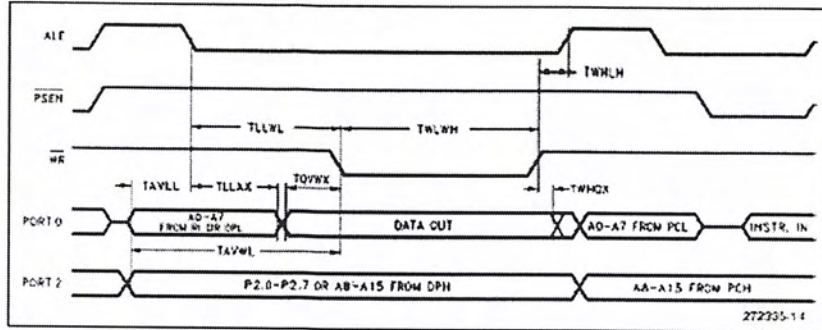 ALE
TWHLH
PSEN
TLLWL
TWLWH
WR
TAVLL
TLLAX
TQVWX
TWHQX
PORT 0
A0-A7
FROM RI OR DPL
DATA OUT
A0-A7 FROM PCL
INSTR. IN
TAVWL
PORT 2
P2.0-P2.7 OR A8-A15 FROM DPH
A8-A15 FROM PCH
272335-14